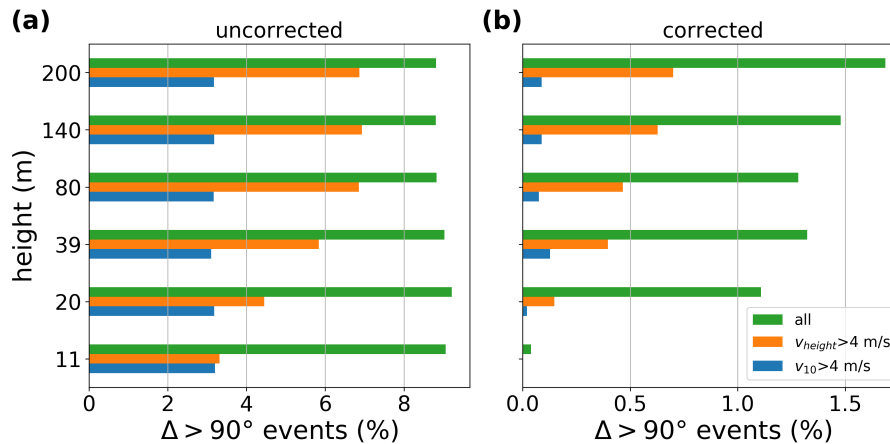 (a)
uncorrected
200
140
80
39
20
11
height (m)
0
2
4
6
8
Δ > 90° events (%)
(b)
corrected
0.0
0.5
1.0
1.5
Δ > 90° events (%)
all
v_height>4 m/s
v_10>4 m/s